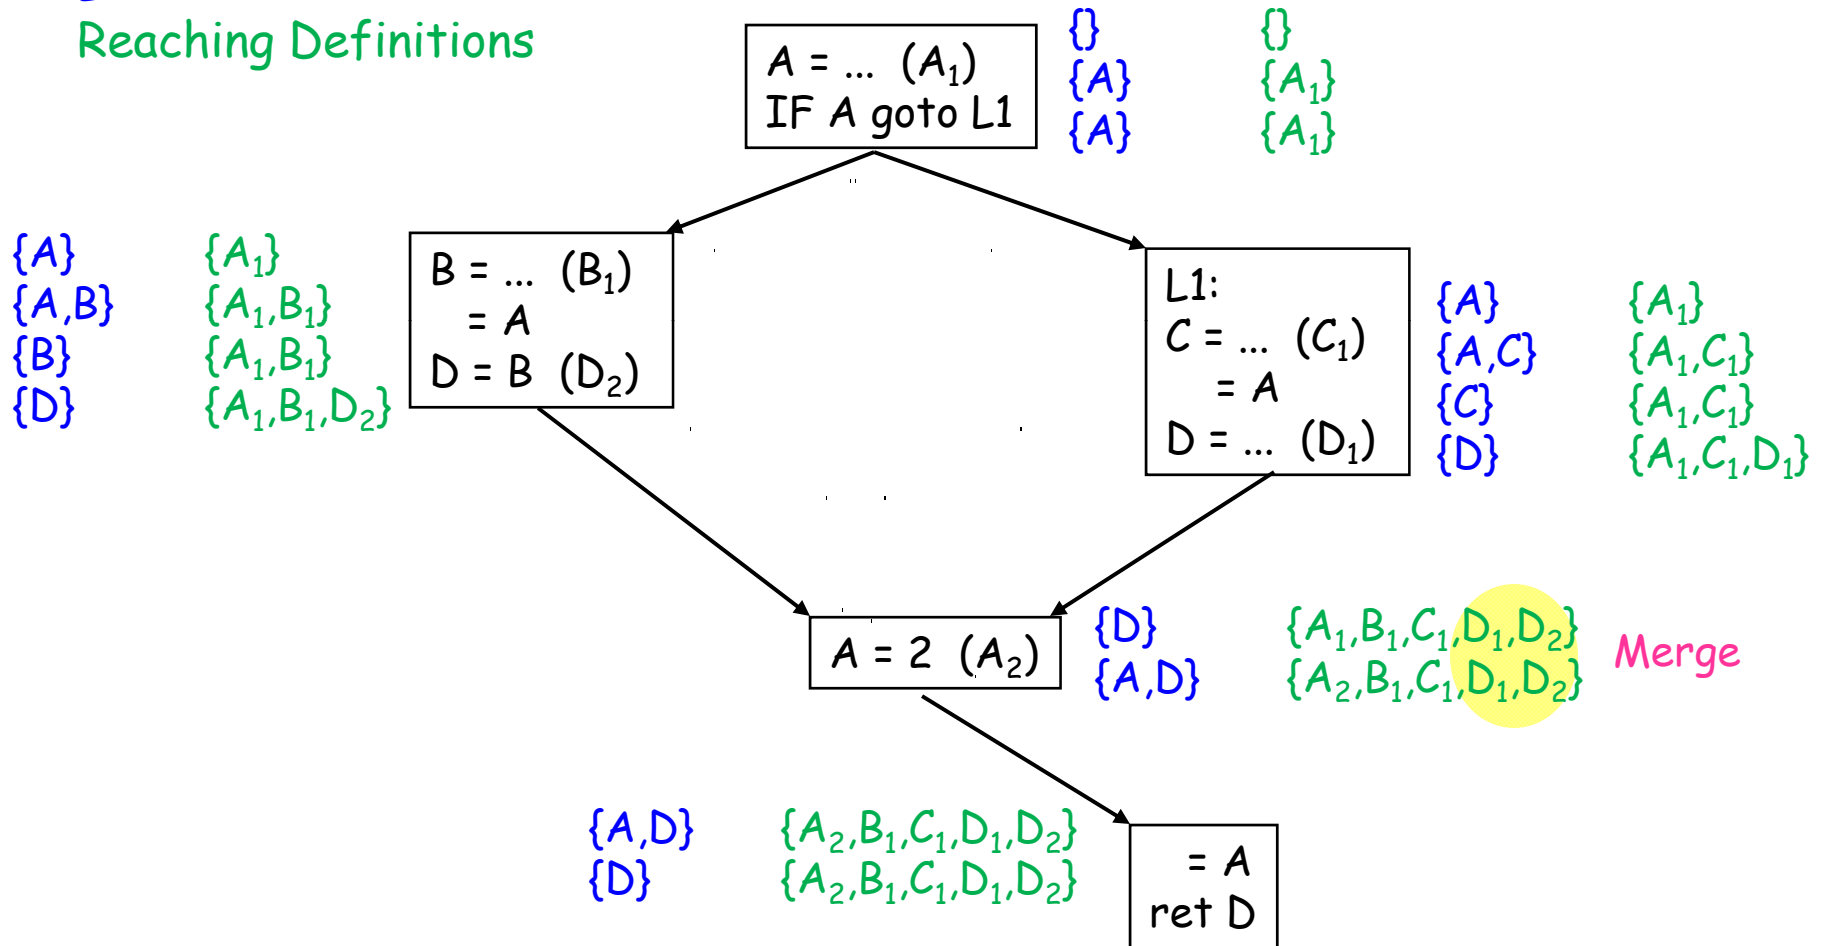 Reaching Definitions
A = ... (A₁)
IF A goto L1
{} {}
{A} {A₁}
{A} {A₁}
{A} {A₁}
{A,B} {A₁,B₁}
{B} {A₁,B₁}
{D} {A₁,B₁,D₂}
B = ... (B₁)
= A
D = B (D₂)
L1:
C = ... (C₁)
= A
D = ... (D₁)
{A} {A₁}
{A,C} {A₁,C₁}
{C} {A₁,C₁}
{D} {A₁,C₁,D₁}
A = 2 (A₂)
{D} {A₁,B₁,C₁,D₁,D₂}
{A,D} {A₂,B₁,C₁,D₁,D₂}
Merge
{A,D} {A₂,B₁,C₁,D₁,D₂}
{D} {A₂,B₁,C₁,D₁,D₂}
= A
ret D